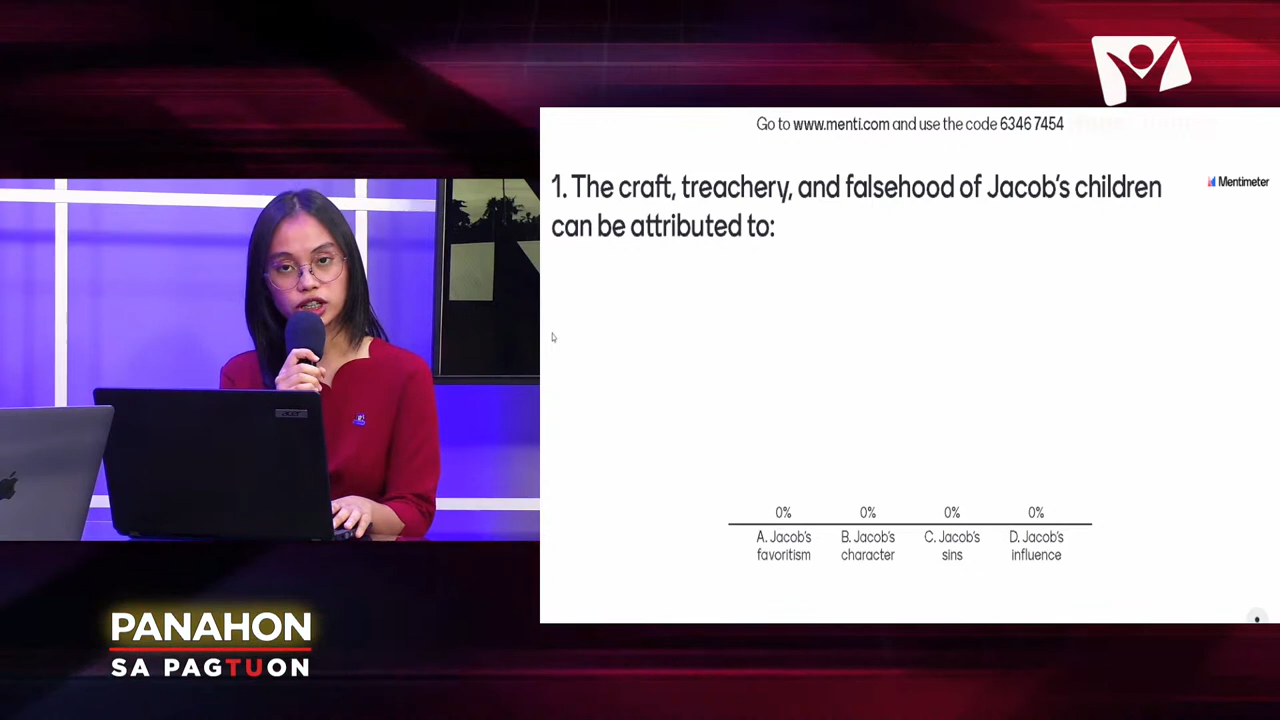 Go to www.menti.com and use the code 6346 7454
Mentimeter
1. The craft, treachery, and falsehood of Jacob's children
can be attributed to:
acer
0% 0% 0% 0%
A. Jacob's favoritism
B. Jacob's character
C. Jacob's sins
D. Jacob's influence
PANAHON
SA PAGTUON